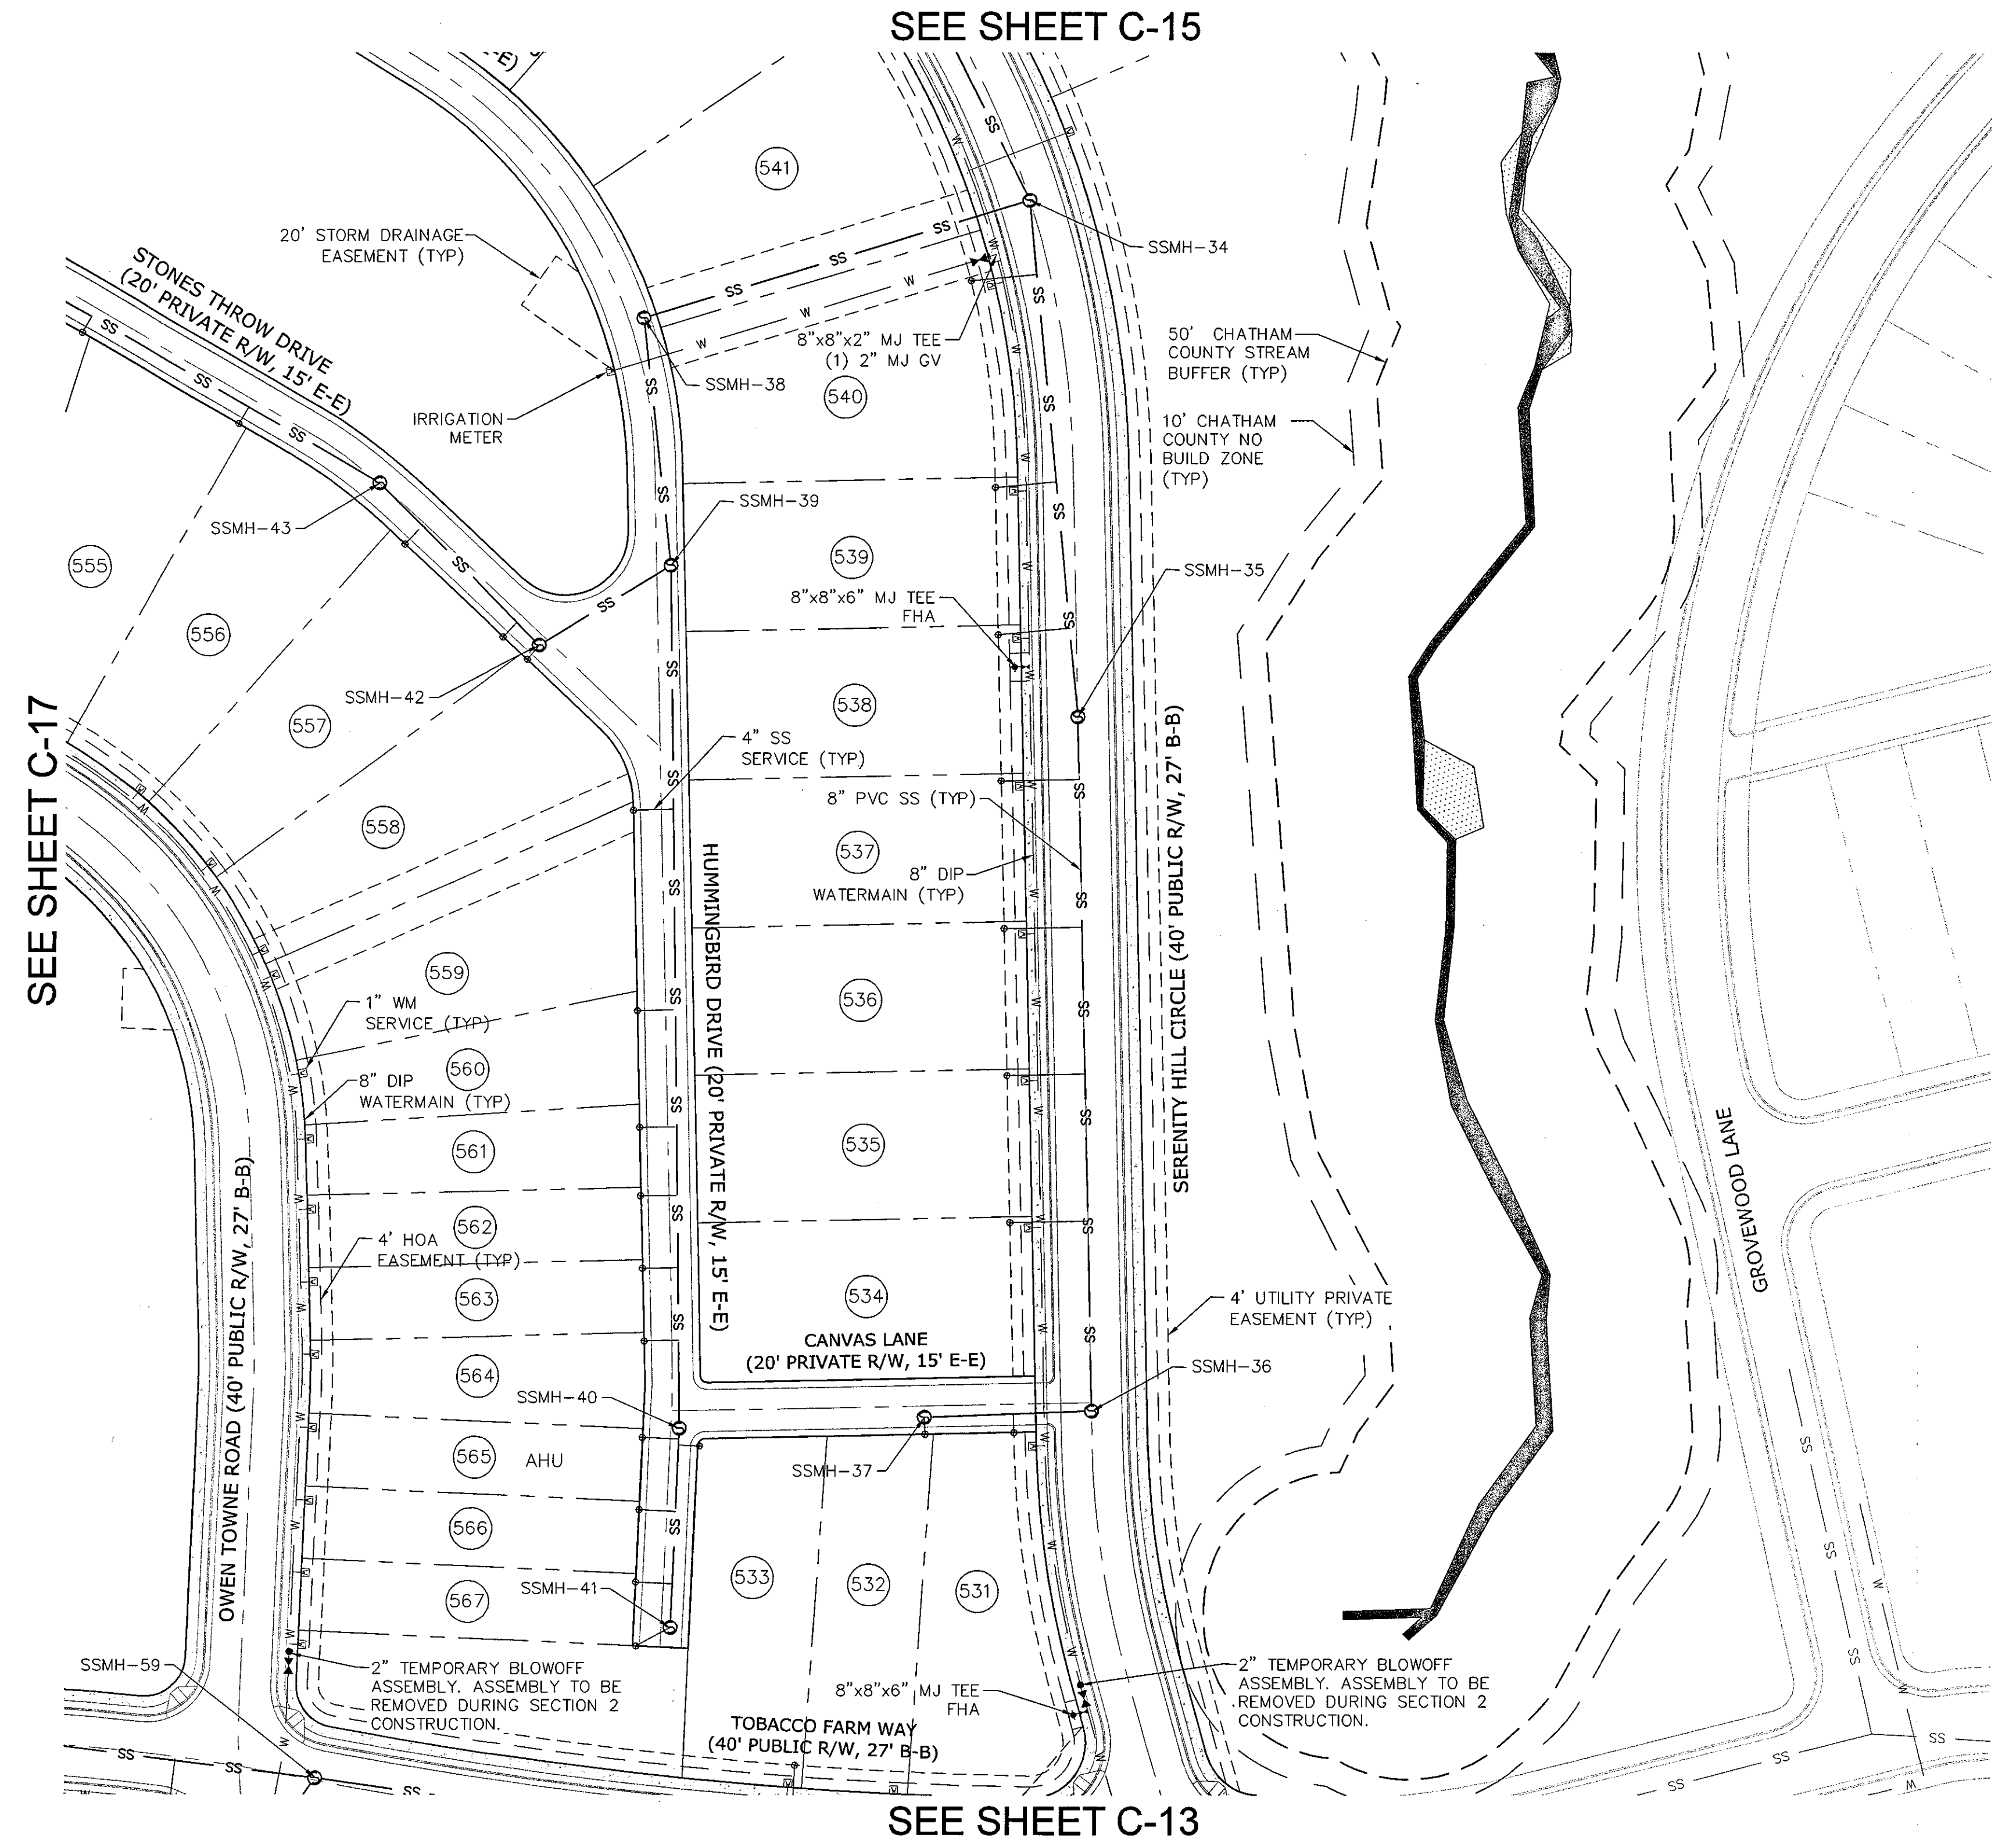 SEE SHEET C-15
-E)
541
20' STORM DRAINAGE
EASEMENT (TYP)
SSMH-34
STONES THROW DRIVE
(20' PRIVATE R/W, 15' E-E)
8"x8"x2" MJ TEE
(1) 2" MJ GV
50' CHATHAM
COUNTY STREAM
BUFFER (TYP)
SSMH-38
540
IRRIGATION
METER
10' CHATHAM
COUNTY NO
BUILD ZONE
(TYP)
SSMH-39
SSMH-43
555
539
SSMH-35
8"x8"x6" MJ TEE
FHA
556
SSMH-42
538
557
4" SS
SERVICE (TYP)
8" PVC SS (TYP)
558
537
8" DIP
WATERMAIN (TYP)
SEE SHEET C-17
HUMMINGBIRD DRIVE (20' PRIVATE R/W, 15' E-E)
SERENITY HILL CIRCLE (40' PUBLIC R/W, 27' B-B)
559
1" WM
SERVICE (TYP)
536
560
8" DIP
WATERMAIN (TYP)
561
535
GROVEWOOD LANE
OWEN TOWNE ROAD (40' PUBLIC R/W, 27' B-B)
562
4' HOA
EASEMENT (TYP)
563
534
4' UTILITY PRIVATE
EASEMENT (TYP)
CANVAS LANE
(20' PRIVATE R/W, 15' E-E)
564
SSMH-36
SSMH-40
565 AHU
SSMH-37
566
533
532
531
567
SSMH-41
SSMH-59
2" TEMPORARY BLOWOFF
ASSEMBLY. ASSEMBLY TO BE
REMOVED DURING SECTION 2
CONSTRUCTION.
8"x8"x6" MJ TEE
FHA
2" TEMPORARY BLOWOFF
ASSEMBLY. ASSEMBLY TO BE
REMOVED DURING SECTION 2
CONSTRUCTION.
TOBACCO FARM WAY
(40' PUBLIC R/W, 27' B-B)
SS
SS
SS
SS
SS
W
SEE SHEET C-13